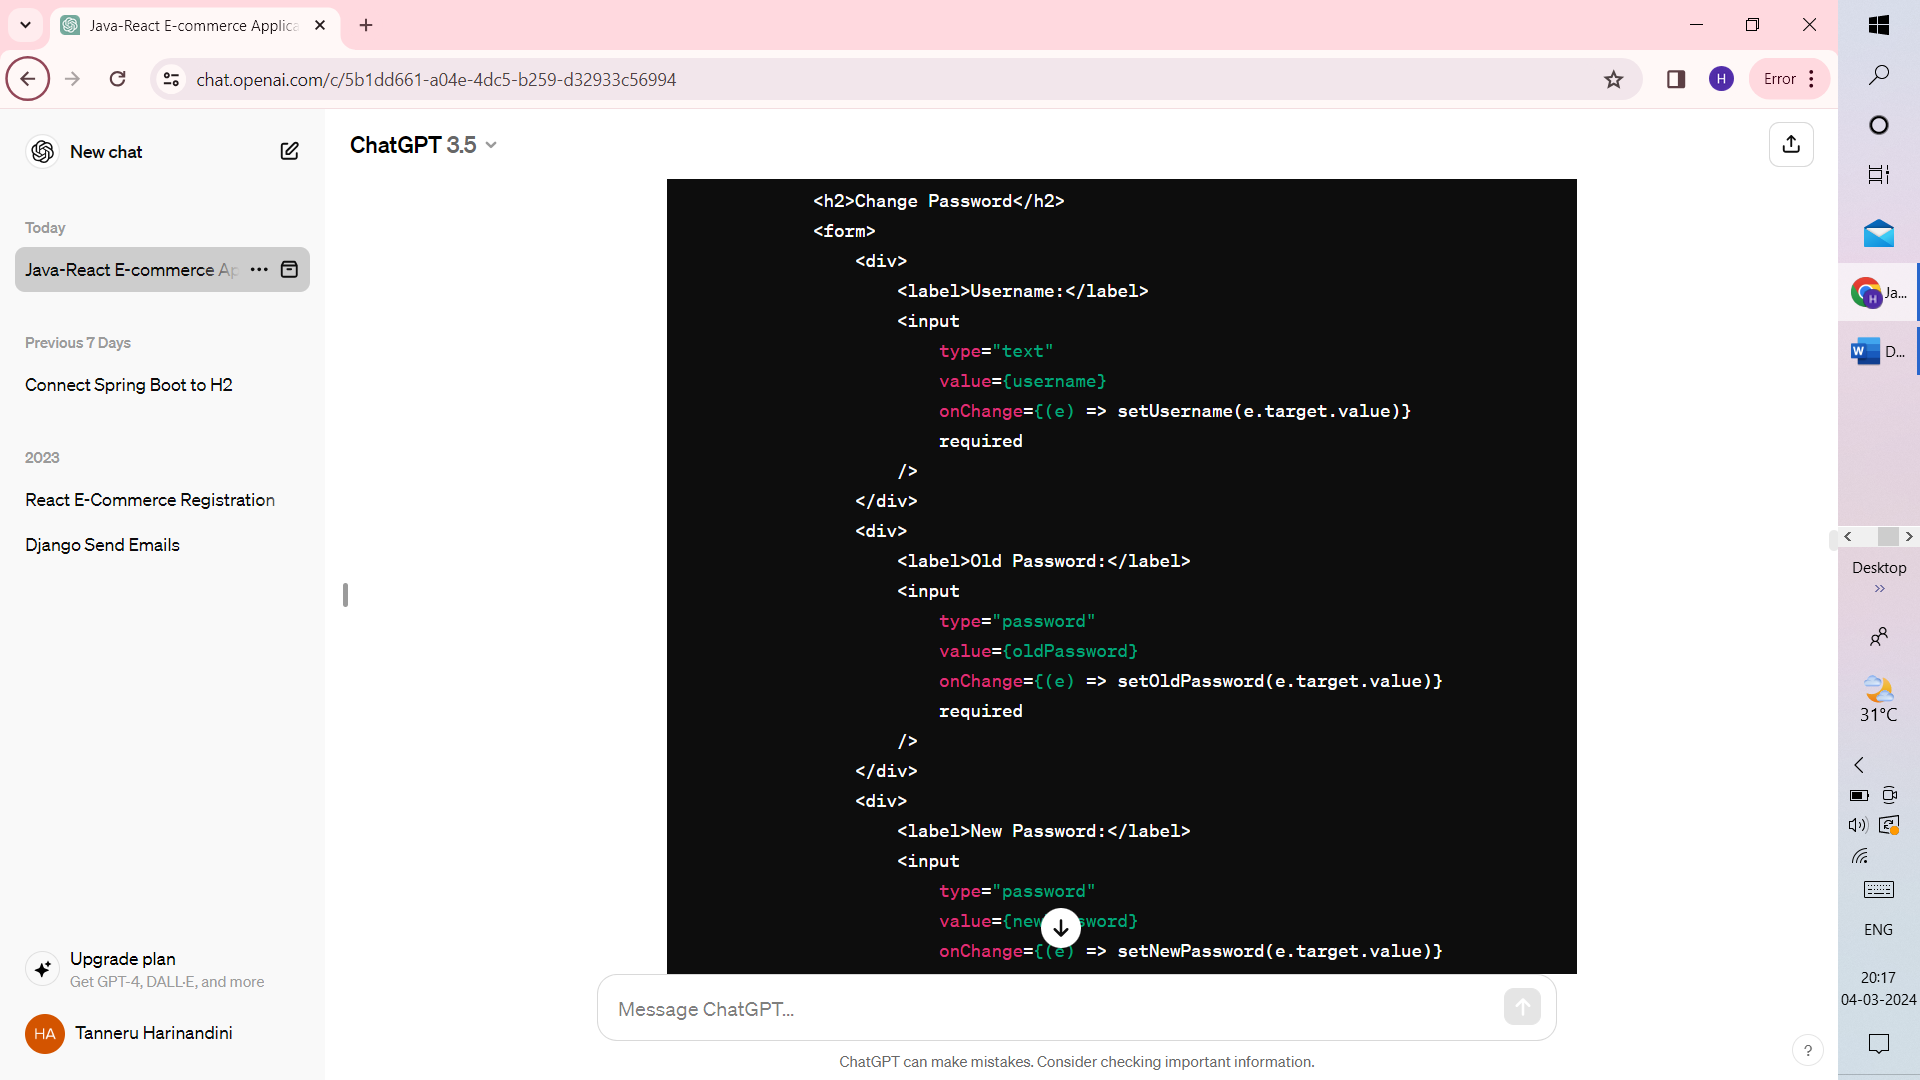 Java-React E-commerce Applica
chat.openai.com/c/5b1dd661-a04e-4dc5-b259-d32933c56994
H
Error
New chat
Today
Java-React E-commerce Ap
Previous 7 Days
Connect Spring Boot to H2
2023
React E-Commerce Registration
Django Send Emails
Upgrade plan
Get GPT-4, DALL·E, and more
HA
Tanneru Harinandini
ChatGPT 3.5
<h2>Change Password</h2>
<form>
<div>
<label>Username:</label>
<input
type="text"
value={username}
onChange={(e) => setUsername(e.target.value)}
required
/>
</div>
<div>
<label>Old Password:</label>
<input
type="password"
value={oldPassword}
onChange={(e) => setOldPassword(e.target.value)}
required
/>
</div>
<div>
<label>New Password:</label>
<input
type="password"
value={new sword}
onChange={(e) => setNewPassword(e.target.value)}
Message ChatGPT...
ChatGPT can make mistakes. Consider checking important information.
?
H
Ja...
W
D...
Desktop
31°C
ENG
20:17
04-03-2024